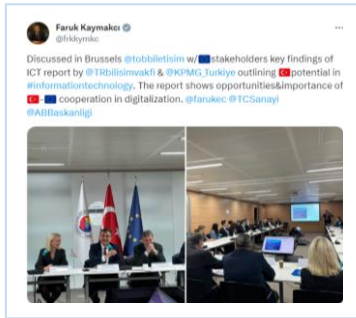 Faruk Kaymakcı
@frkkymkc
Discussed in Brussels @tobbiletisim w/🇪🇺stakeholders key findings of
ICT report by @TRbilisimvakfi & @KPMG_Turkiye outlining 🇹🇷potential in
#informationtechnology. The report shows opportunities&importance of
🇹🇷-🇪🇺 cooperation in digitalization. @farukec @TCSanayi
@ABBaskanligi